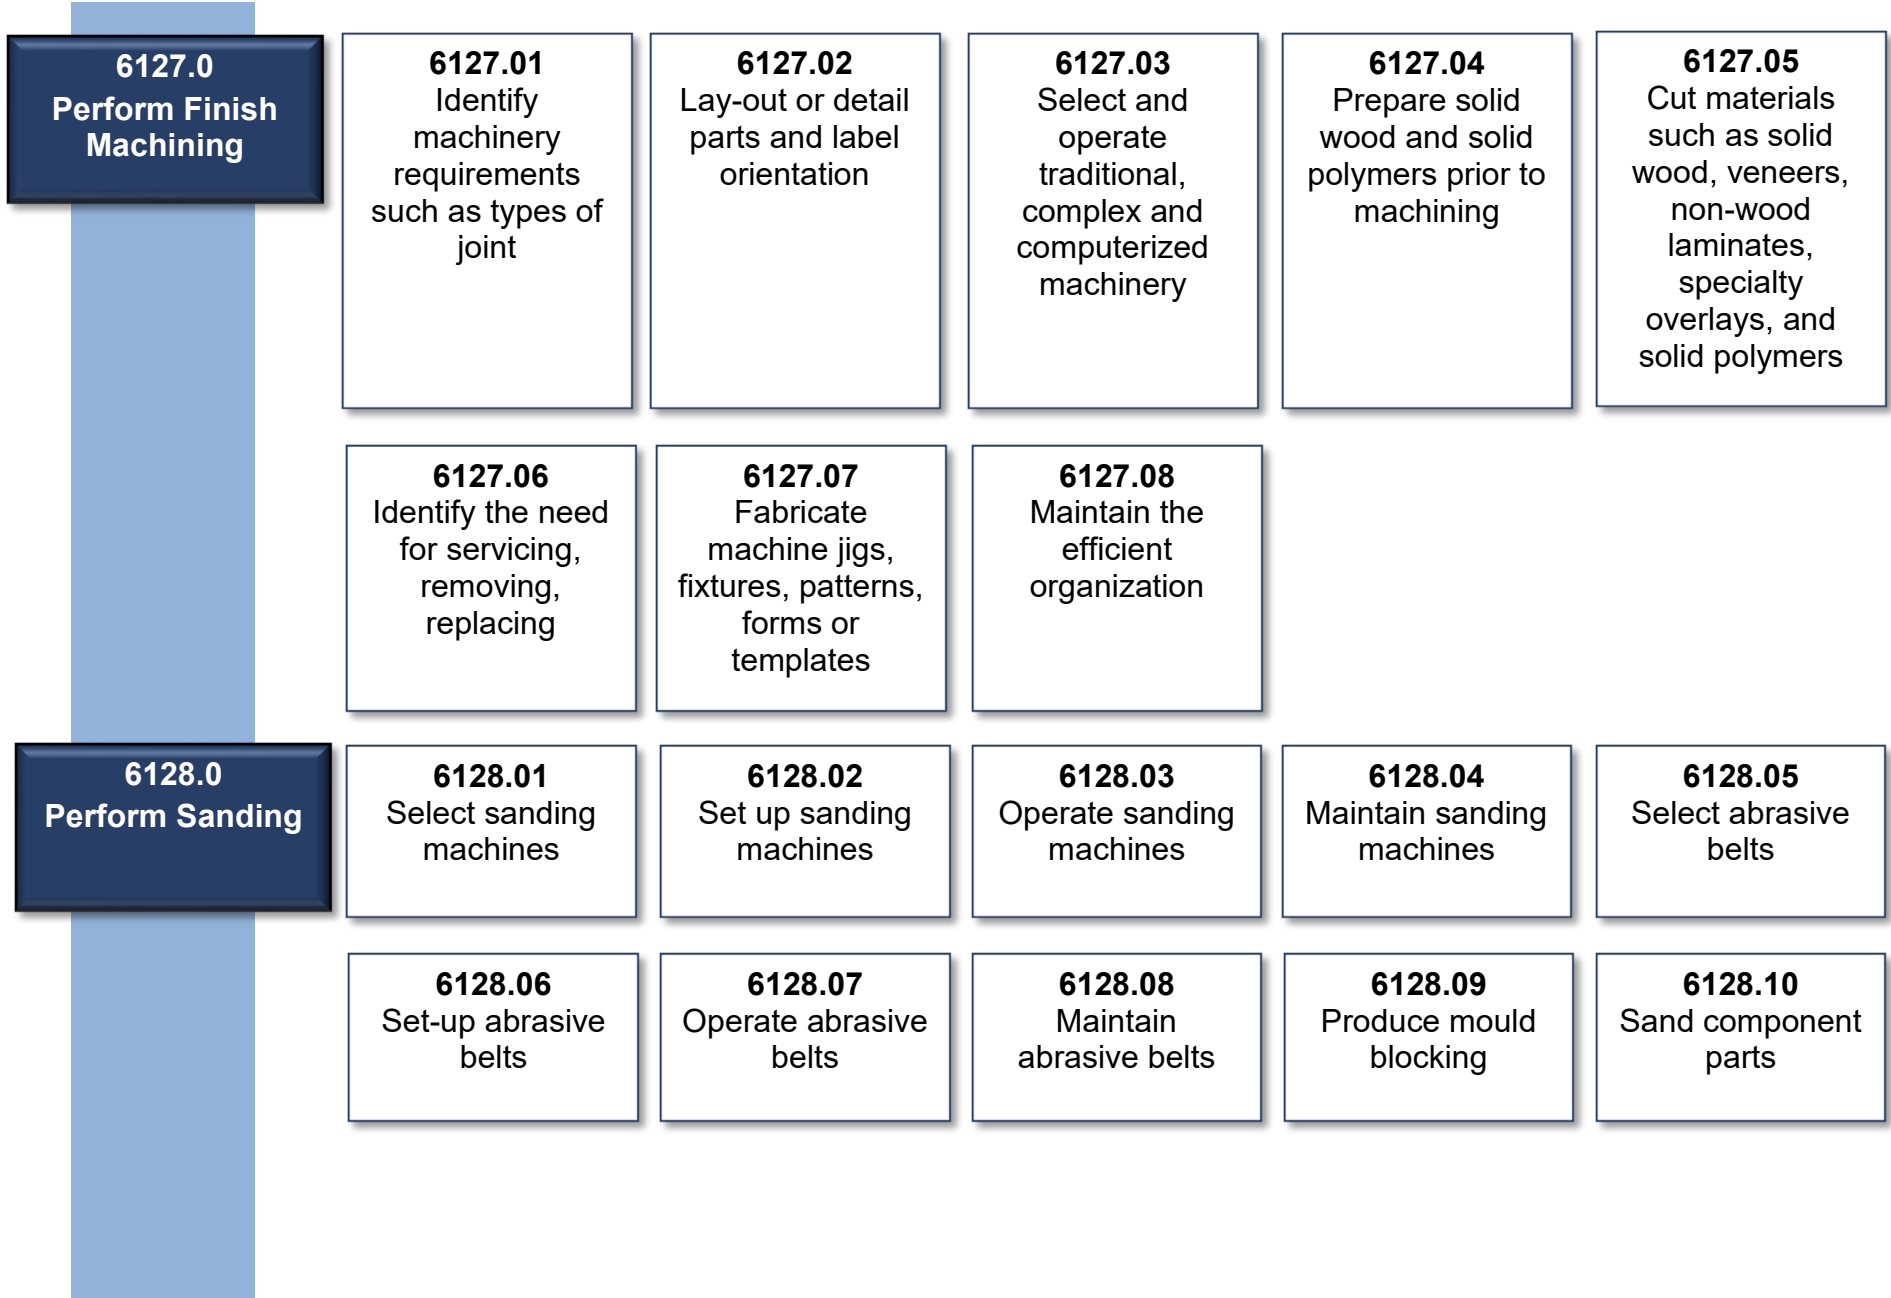 6127.0
Perform Finish
Machining
6127.01
Identify
machinery
requirements
such as types of
joint
6127.02
Lay-out or detail
parts and label
orientation
6127.03
Select and
operate
traditional,
complex and
computerized
machinery
6127.04
Prepare solid
wood and solid
polymers prior to
machining
6127.05
Cut materials
such as solid
wood, veneers,
non-wood
laminates,
specialty
overlays, and
solid polymers
6127.06
Identify the need
for servicing,
removing,
replacing
6127.07
Fabricate
machine jigs,
fixtures, patterns,
forms or
templates
6127.08
Maintain the
efficient
organization
6128.0
Perform Sanding
6128.01
Select sanding
machines
6128.02
Set up sanding
machines
6128.03
Operate sanding
machines
6128.04
Maintain sanding
machines
6128.05
Select abrasive
belts
6128.06
Set-up abrasive
belts
6128.07
Operate abrasive
belts
6128.08
Maintain
abrasive belts
6128.09
Produce mould
blocking
6128.10
Sand component
parts